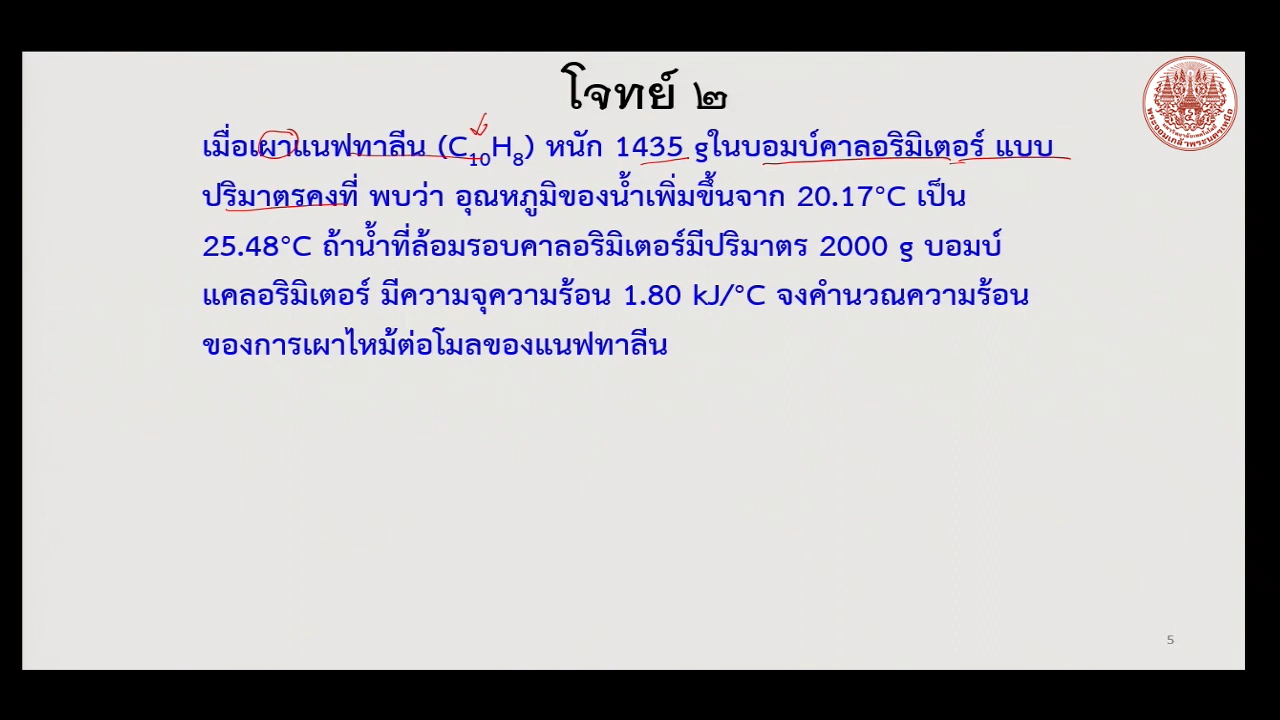 โจทย์ ๒
เมื่อเผาแนฟทาลีน (C10H8) หนัก 1435 gในบอมบ์คาลอริมิเตอร์ แบบ
ปริมาตรคงที่ พบว่า อุณหภูมิของน้ำเพิ่มขึ้นจาก 20.17°C เป็น
25.48°C ถ้าน้ำที่ล้อมรอบคาลอริมิเตอร์มีปริมาตร 2000 g บอมบ์
แคลอริมิเตอร์ มีความจุความร้อน 1.80 kJ/°C จงคำนวณความร้อน
ของการเผาไหม้ต่อโมลของแนฟทาลีน
5